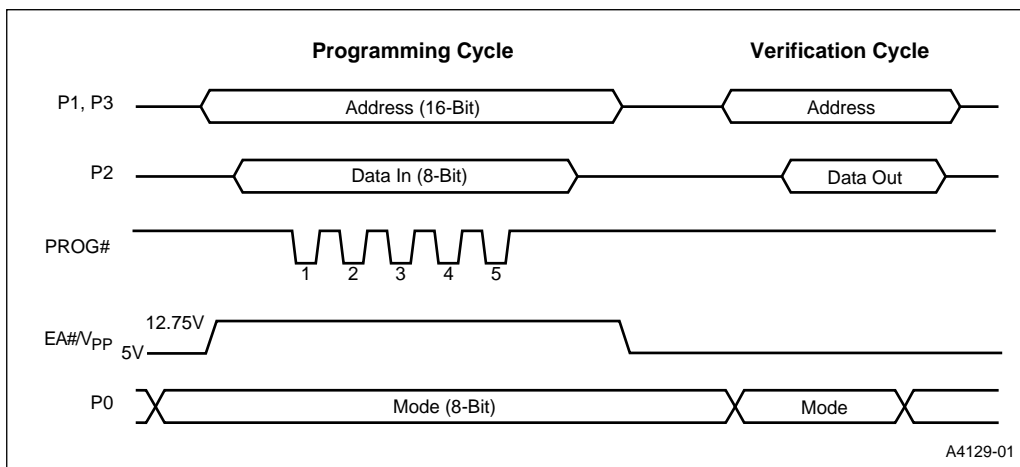 Programming Cycle Verification Cycle
P1, P3 Address (16-Bit) Address
P2 Data In (8-Bit) Data Out
PROG#
1 2 3 4 5
12.75V
EA#/VPP 5V
P0 Mode (8-Bit) Mode
A4129-01